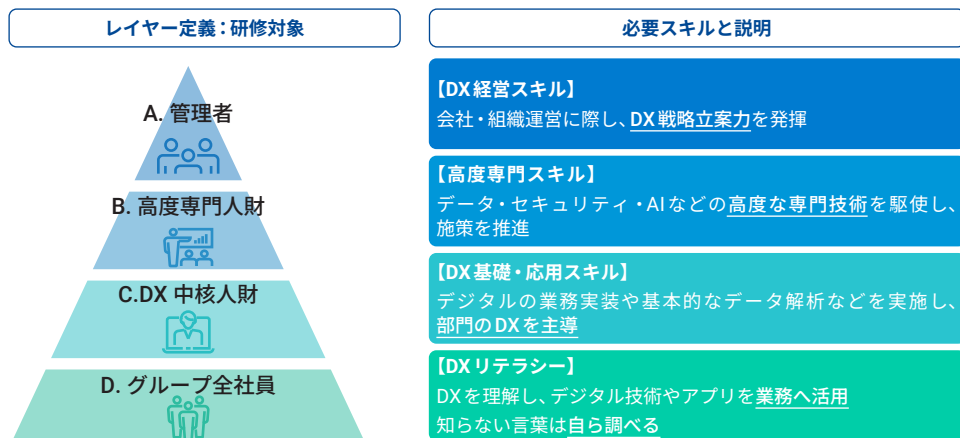 レイヤー定義：研修対象
必要スキルと説明
A. 管理者
【DX経営スキル】
会社・組織運営に際し、DX戦略立案力を発揮
B. 高度専門人財
【高度専門スキル】
データ・セキュリティ・AIなどの高度な専門技術を駆使し、
施策を推進
C.DX 中核人財
【DX基礎・応用スキル】
デジタルの業務実装や基本的なデータ解析などを実施し、
部門のDXを主導
D. グループ全社員
【DXリテラシー】
DXを理解し、デジタル技術やアプリを業務へ活用
知らない言葉は自ら調べる